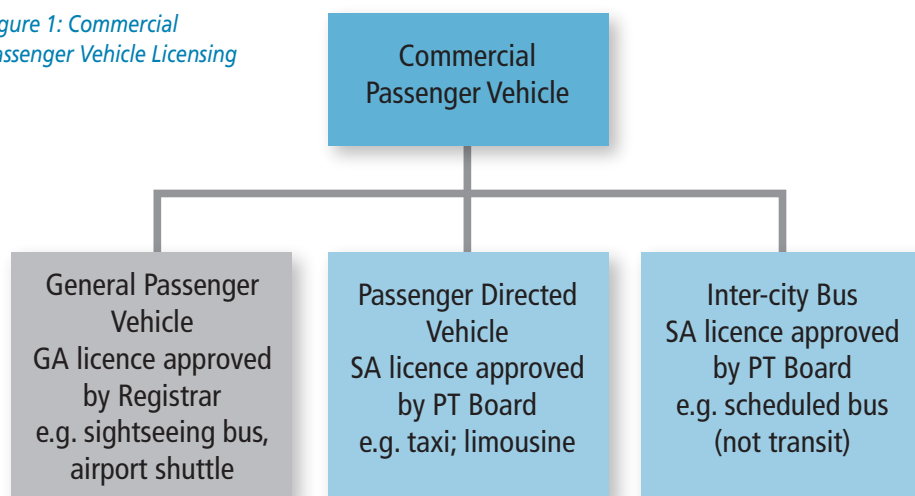 gure 1: Commercial
assenger Vehicle Licensing
Commercial
Passenger Vehicle
General Passenger
Vehicle
GA licence approved
by Registrar
e.g. sightseeing bus,
airport shuttle
Passenger Directed
Vehicle
SA licence approved
by PT Board
e.g. taxi; limousine
Inter-city Bus
SA licence approved
by PT Board
e.g. scheduled bus
(not transit)